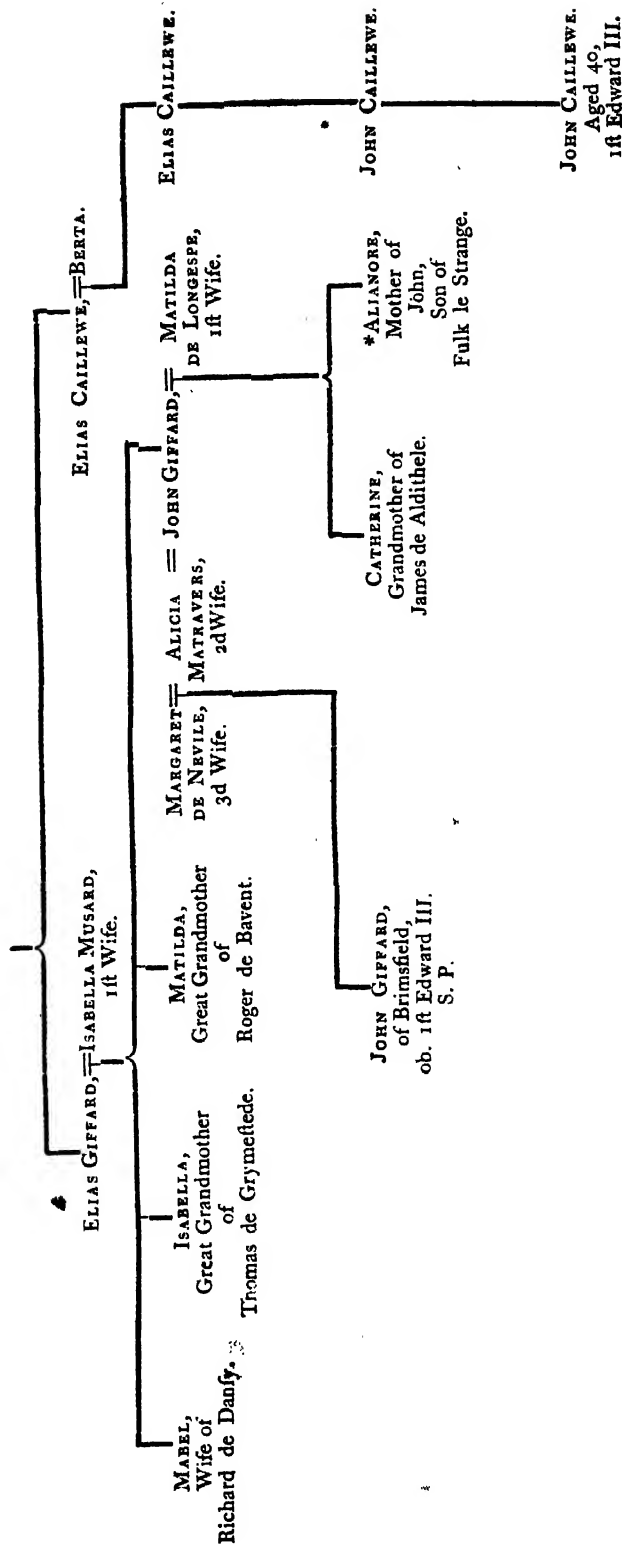 ELIAS GIFFARD,=ISABELLA MUSARD,
1ſt Wife.
ELIAS CAILLEWE,=BERTA.
MABEL,
Wife of
Richard de Danſy.
ISABELLA,
Great Grandmother
of
Thomas de Grymeſtede.
MATILDA,
Great Grandmother
of
Roger de Bavent.
MARGARET
DE NEVILE,
3d Wife.
=
ALICIA
MATRAVERS,
2d Wife.
=
JOHN GIFFARD,
=
MATILDA
DE LONGESPE,
1ſt Wife.
ELIAS CAILLEWE.
JOHN GIFFARD,
of Brimsfield,
ob. 1ſt Edward III.
S. P.
CATHERINE,
Grandmother of
James de Aldithele.
*ALIANORE,
Mother of
John,
Son of
Fulk le Strange.
JOHN CAILLEWE.
JOHN CAILLEWE.
Aged 40,
1ſt Edward III.